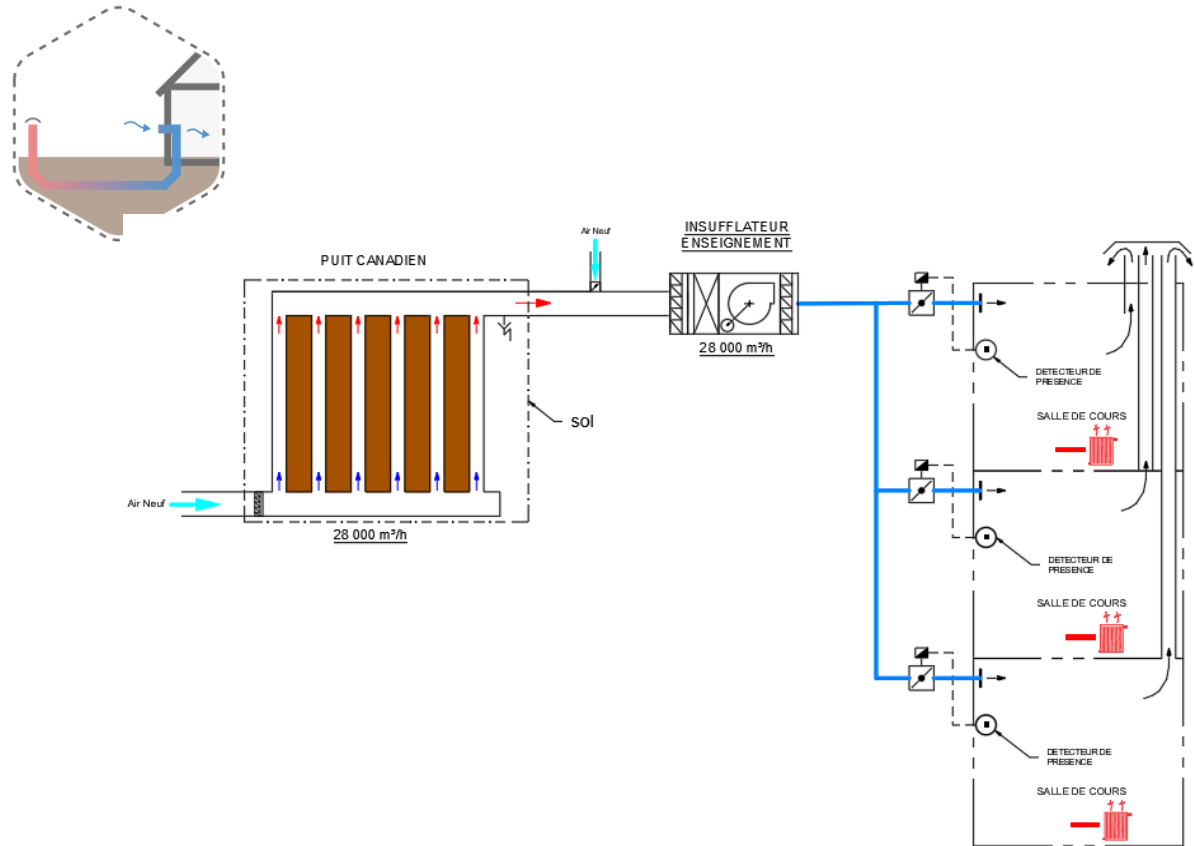 Air Neuf
INSUFFLATEUR
ENSEIGNEMENT
PUIT CANADIEN
28 000 m³/h
DETECTEUR DE
PRESENCE
sol
SALLE DE COURS
Air Neuf
28 000 m³/h
DETECTEUR DE
PRESENCE
SALLE DE COURS
DETECTEUR DE
PRESENCE
SALLE DE COURS